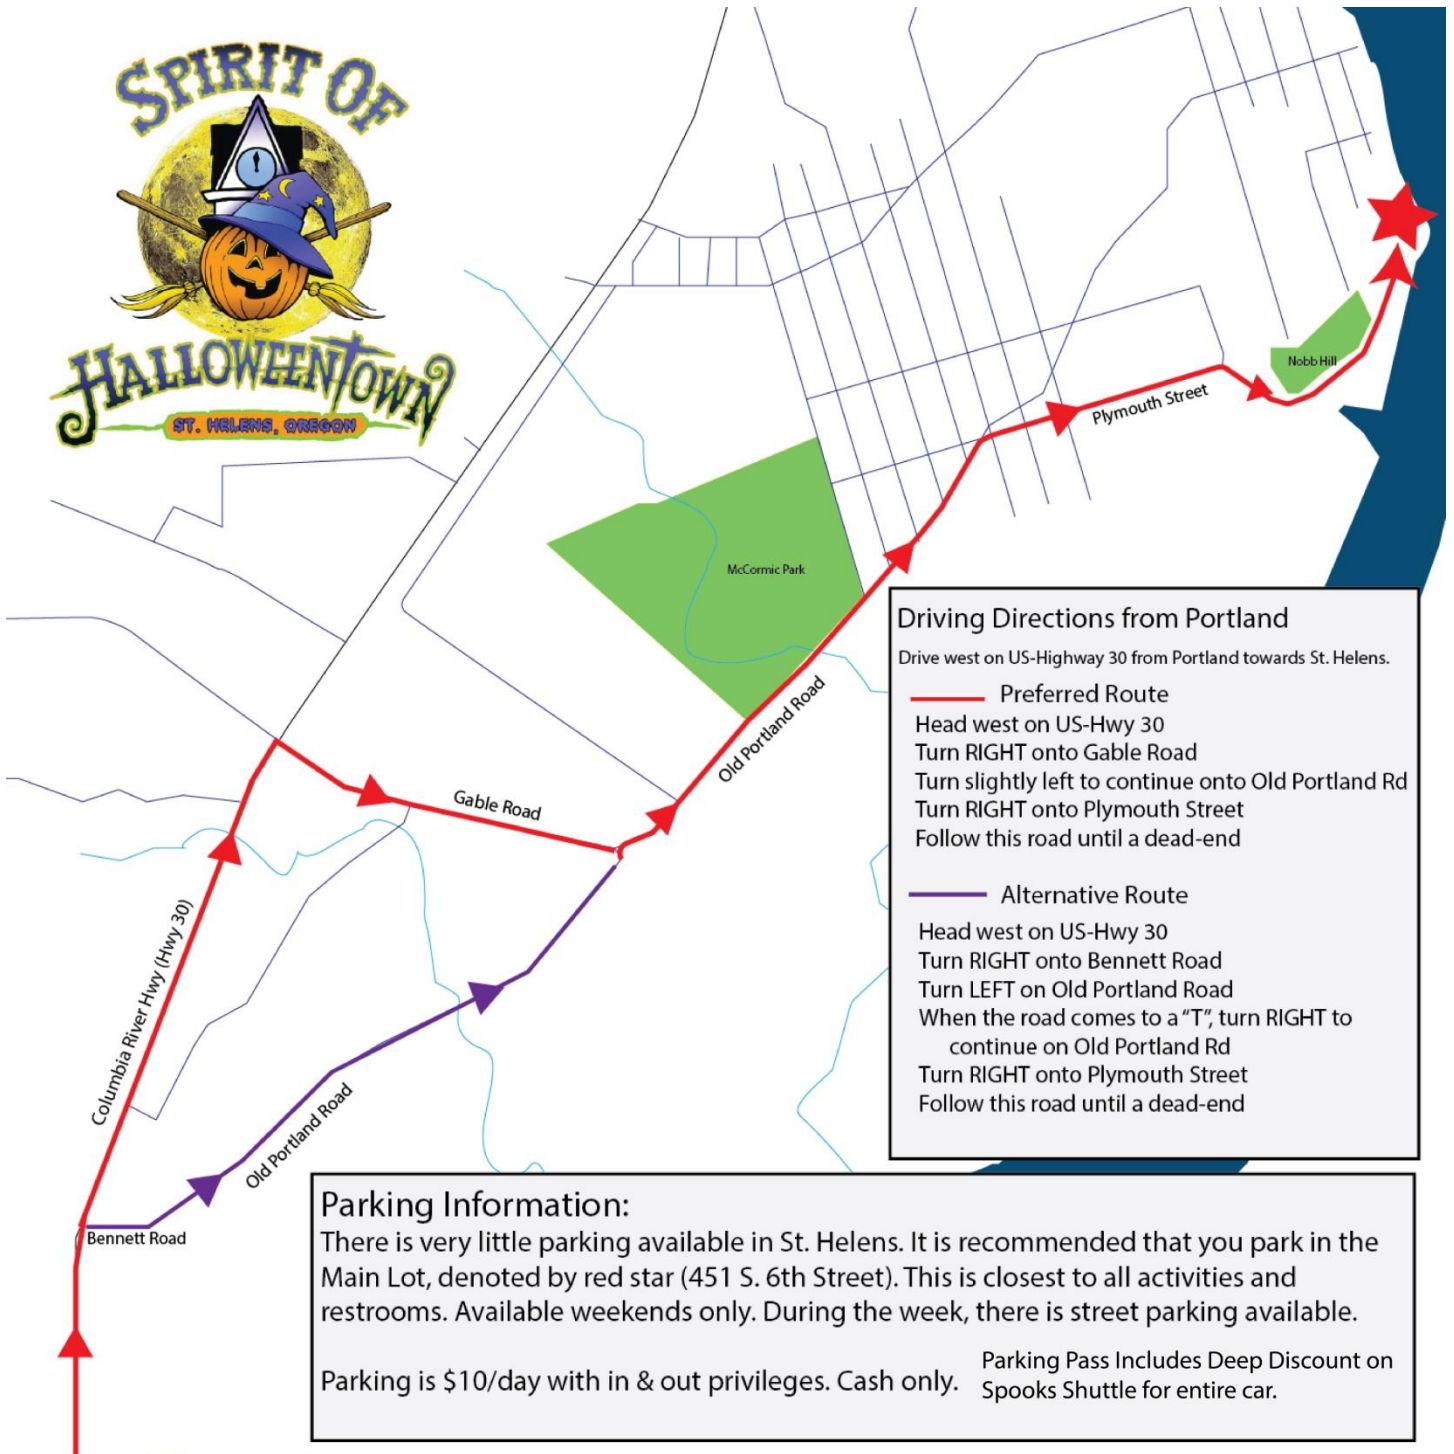 SPIRIT OF
HALLOWEENTOWN
ST. HELENS, OREGON
Nobb Hill
Plymouth Street
McCormic Park
Old Portland Road
Gable Road
Columbia River Hwy (Hwy 30)
Old Portland Road
Bennett Road
Driving Directions from Portland
Drive west on US-Highway 30 from Portland towards St. Helens.
Preferred Route
Head west on US-Hwy 30
Turn RIGHT onto Gable Road
Turn slightly left to continue onto Old Portland Rd
Turn RIGHT onto Plymouth Street
Follow this road until a dead-end
Alternative Route
Head west on US-Hwy 30
Turn RIGHT onto Bennett Road
Turn LEFT on Old Portland Road
When the road comes to a “T”, turn RIGHT to
continue on Old Portland Rd
Turn RIGHT onto Plymouth Street
Follow this road until a dead-end
Parking Information:
There is very little parking available in St. Helens. It is recommended that you park in the
Main Lot, denoted by red star (451 S. 6th Street). This is closest to all activities and
restrooms. Available weekends only. During the week, there is street parking available.
Parking is $10/day with in & out privileges. Cash only.
Parking Pass Includes Deep Discount on
Spooks Shuttle for entire car.